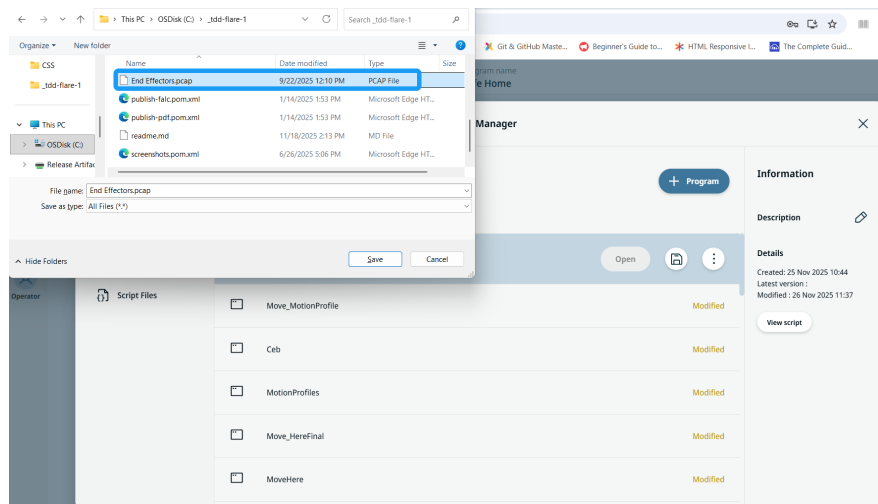 This PC > OSDisk (C:) > _tdd-flare-1
Search _tdd-flare-1
Organize
New folder
Name
Date modified
Type
Size
CSS
_tdd-flare-1
This PC
OSDisk (C:)
Release Artifac
End Effectors.pcap 9/22/2025 12:10 PM PCAP File
publish-falc.pom.xml 1/14/2025 1:53 PM Microsoft Edge HT...
publish-pdf.pom.xml 1/14/2025 1:53 PM Microsoft Edge HT...
readme.md 11/18/2025 2:13 PM MD File
screenshots.pom.xml 6/26/2025 5:06 PM Microsoft Edge HT...
File name: End Effectors.pcap
Save as type: All Files (*.*)
Hide Folders
Save
Cancel
Git & GitHub Maste...
Beginner's Guide to...
HTML Responsive I...
The Complete Guid...
gram name
e Home
Manager
+ Program
Open
Operator
{} Script Files
Move_MotionProfile Modified
Ceb Modified
MotionProfiles Modified
Move_HereFinal Modified
MoveHere Modified
Information
Description
Details
Created: 25 Nov 2025 10:44
Latest version :
Modified : 26 Nov 2025 11:37
View script